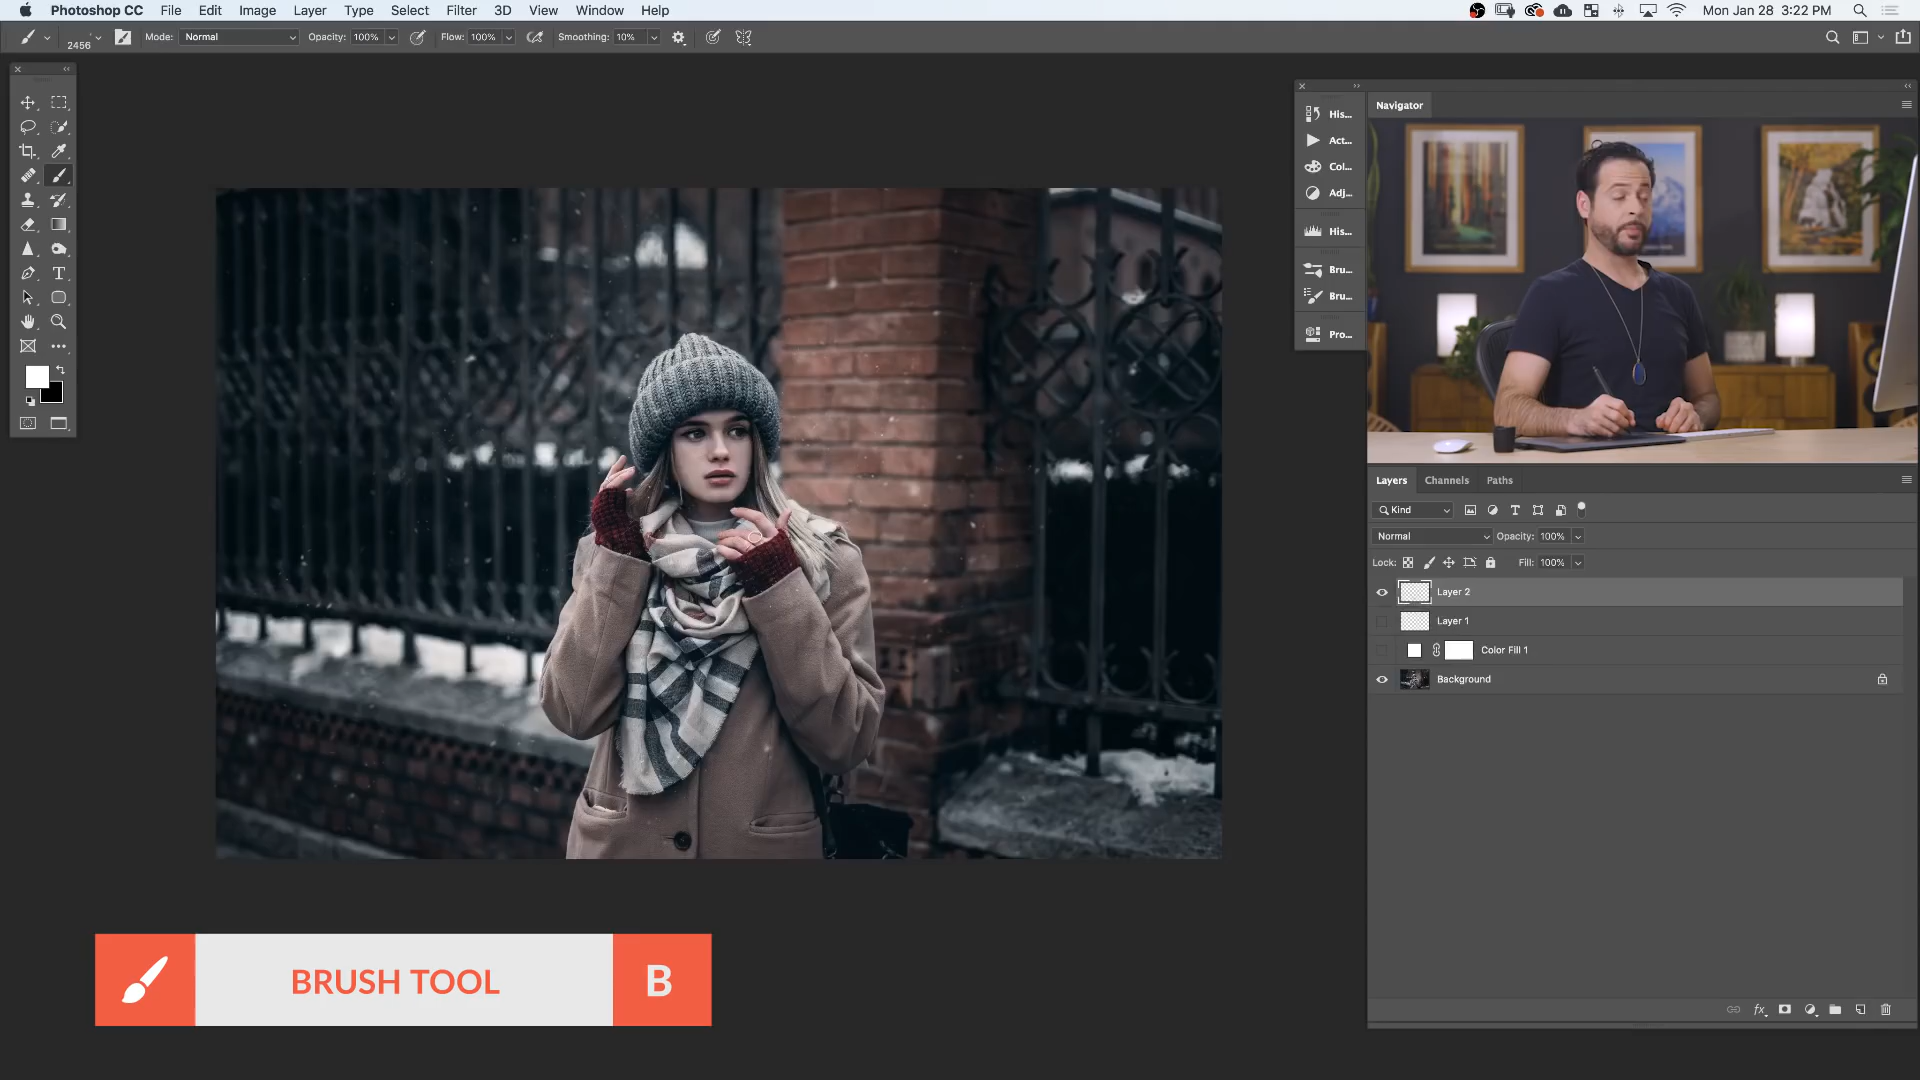 Photoshop CC File Edit Image Layer Type Select Filter 3D View Window Help Mon Jan 28 3:22 PM
2456 Mode: Normal Opacity: 100% Flow: 100% Smoothing: 10%
Navigator
His...
Act...
Col...
Adj...
His...
Bru...
Bru...
Pro...
T
Layers Channels Paths
Kind
Normal Opacity: 100%
Lock: Fill: 100%
Layer 2
Layer 1
Color Fill 1
Background
BRUSH TOOL B
fx